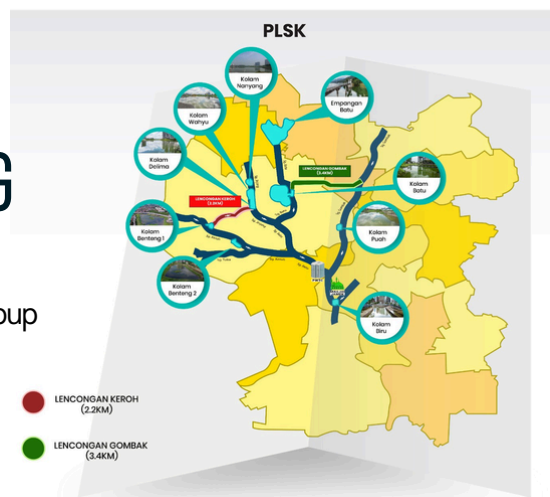 PLSK
Kolam
Nanyang
Kolam
Wahyu
Empangan
Batu
Kolam
Delima
LENCONGAN GOMBAK
(3.4KM)
Kolam
Batu
LENCONGAN KEROH
(2.2KM)
Kolam
Benteng 1
Kolam
Puah
Kolam
Benteng 2
Kolam
Biru
G
oup
LENCONGAN KEROH
(2.2KM)
LENCONGAN GOMBAK
(3.4KM)